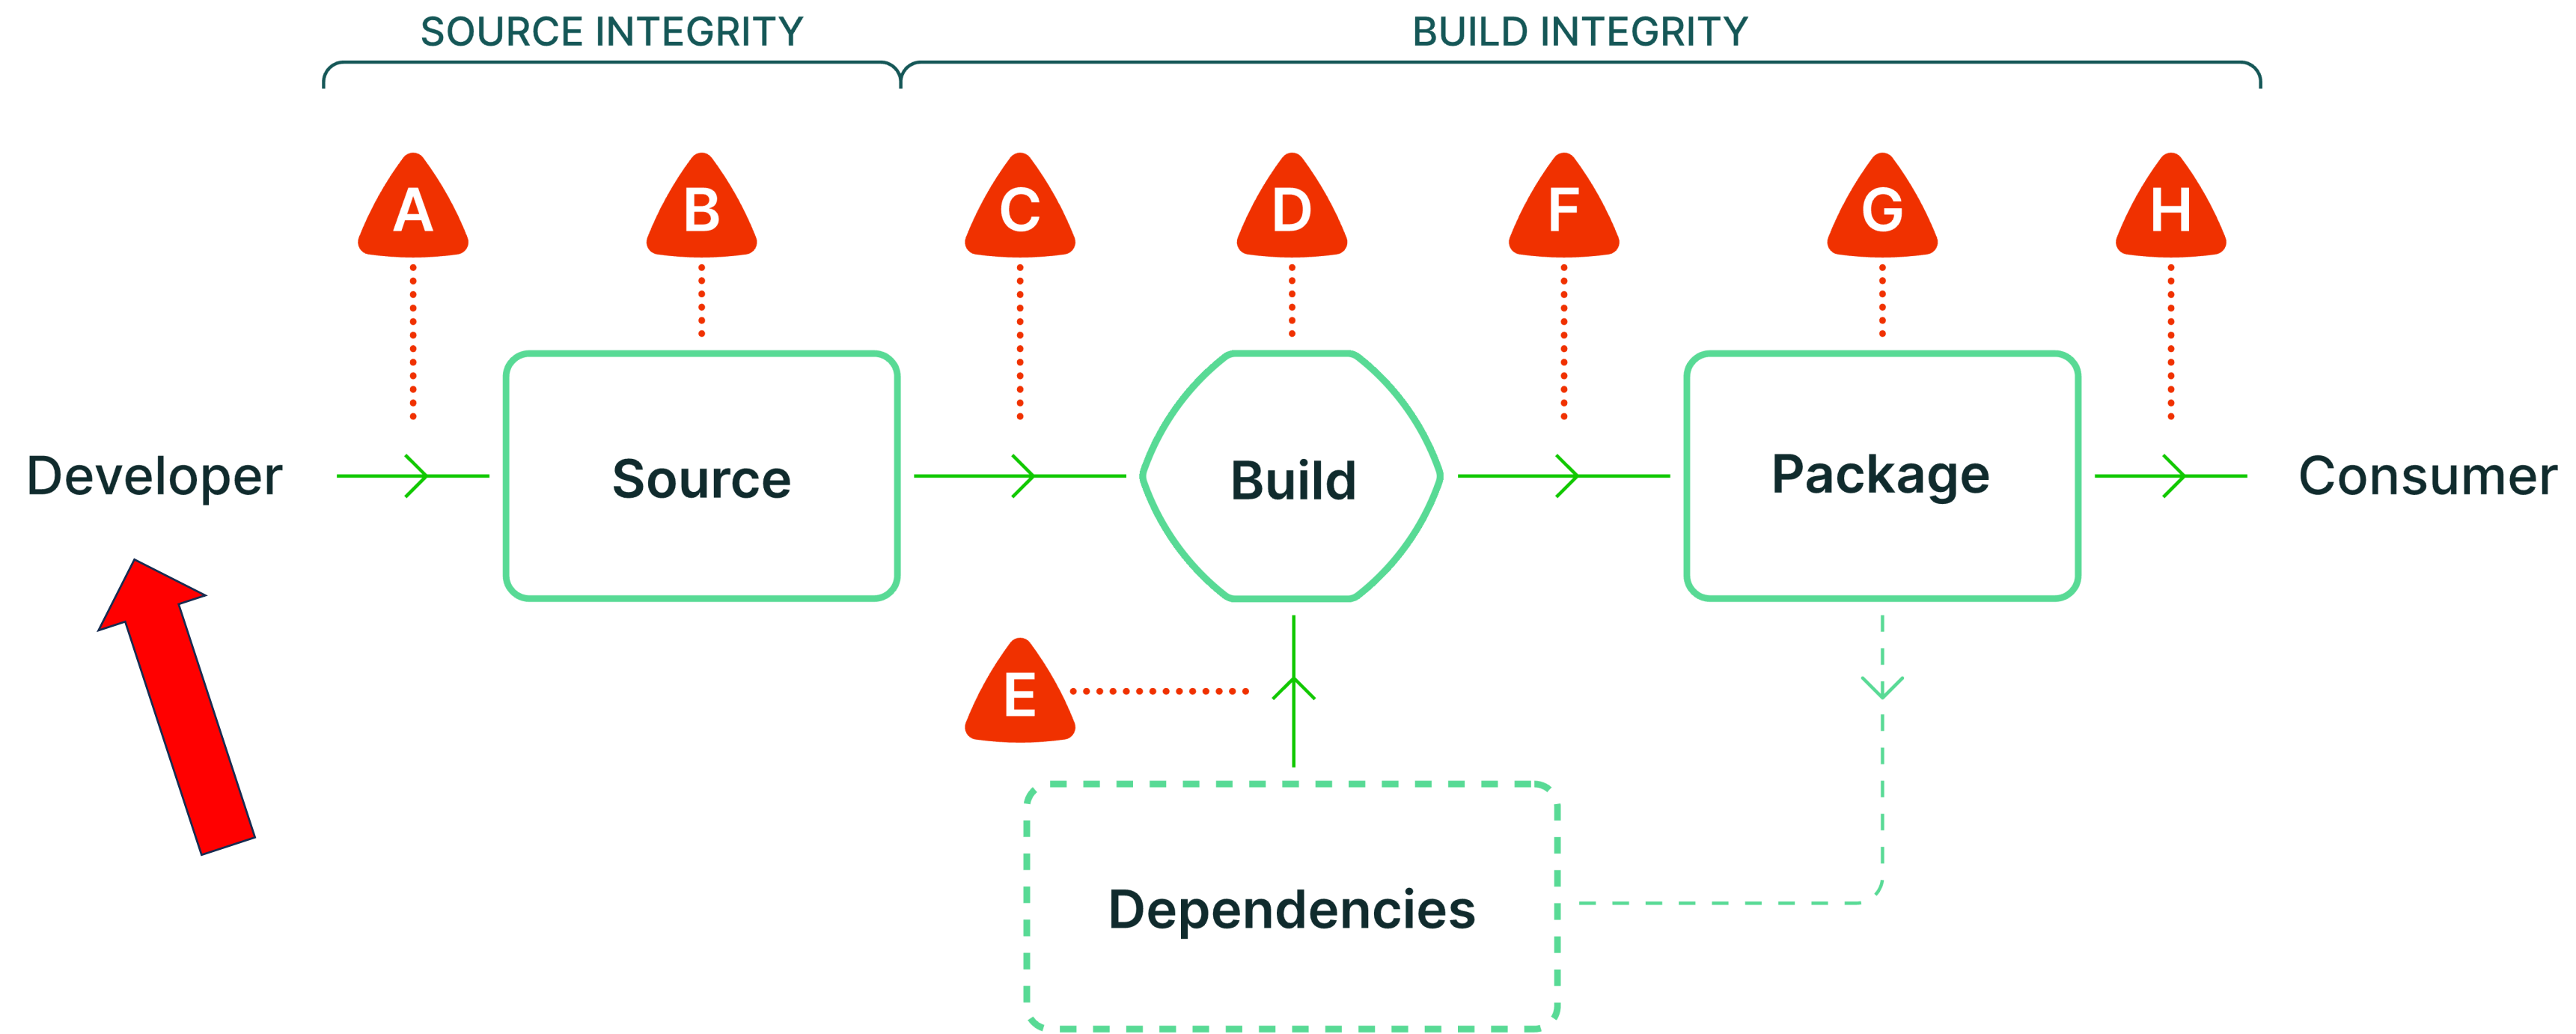 SOURCE INTEGRITY
BUILD INTEGRITY
A
B
C
D
F
G
H
Developer
Source
Build
Package
Consumer
E
Dependencies